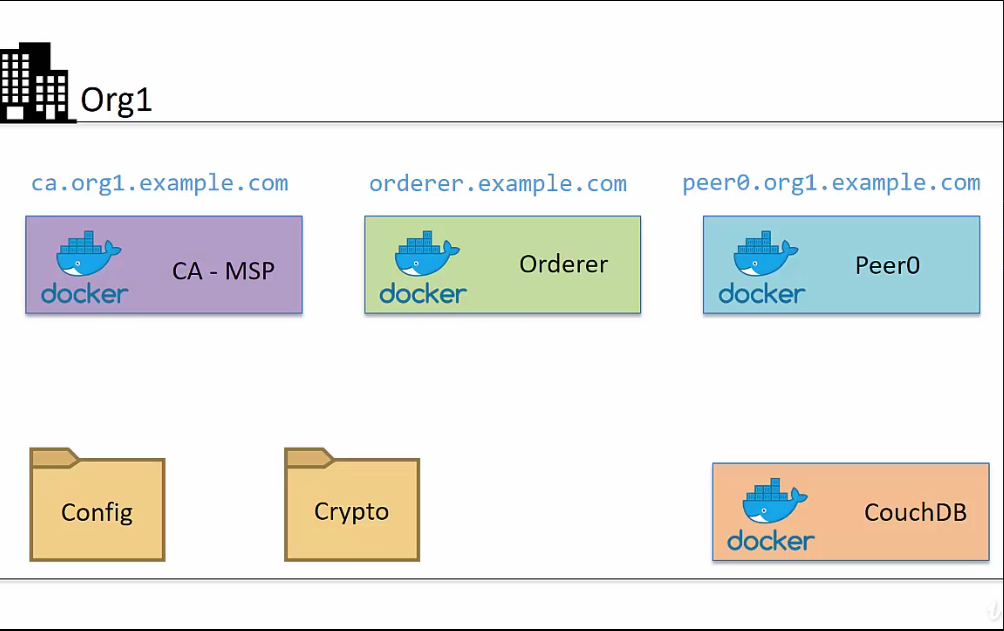 Org1
ca.org1.example.com
orderer.example.com
peer0.org1.example.com
docker
CA - MSP
docker
Orderer
docker
Peer0
Config
Crypto
docker
CouchDB